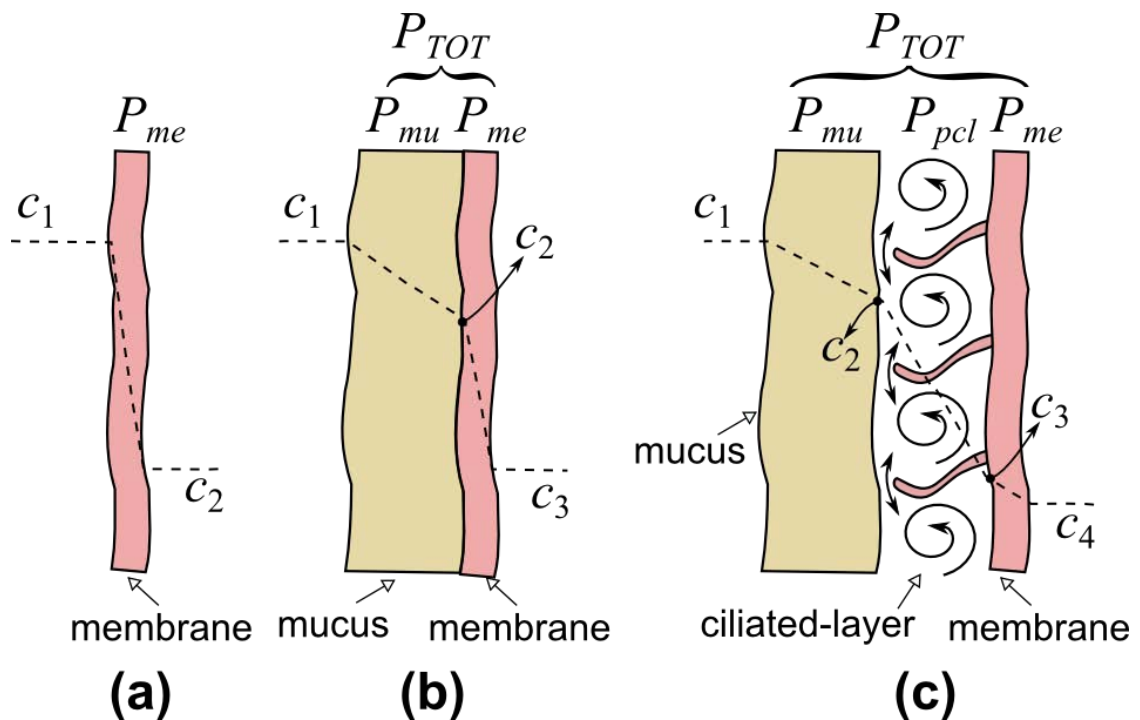 P_TOT
P_TOT
P_me
P_mu P_me
P_mu P_pcl P_me
c_1
c_2
membrane
(a)
c_1
c_2
c_3
mucus
membrane
(b)
c_1
c_2
c_3
c_4
mucus
ciliated-layer
membrane
(c)